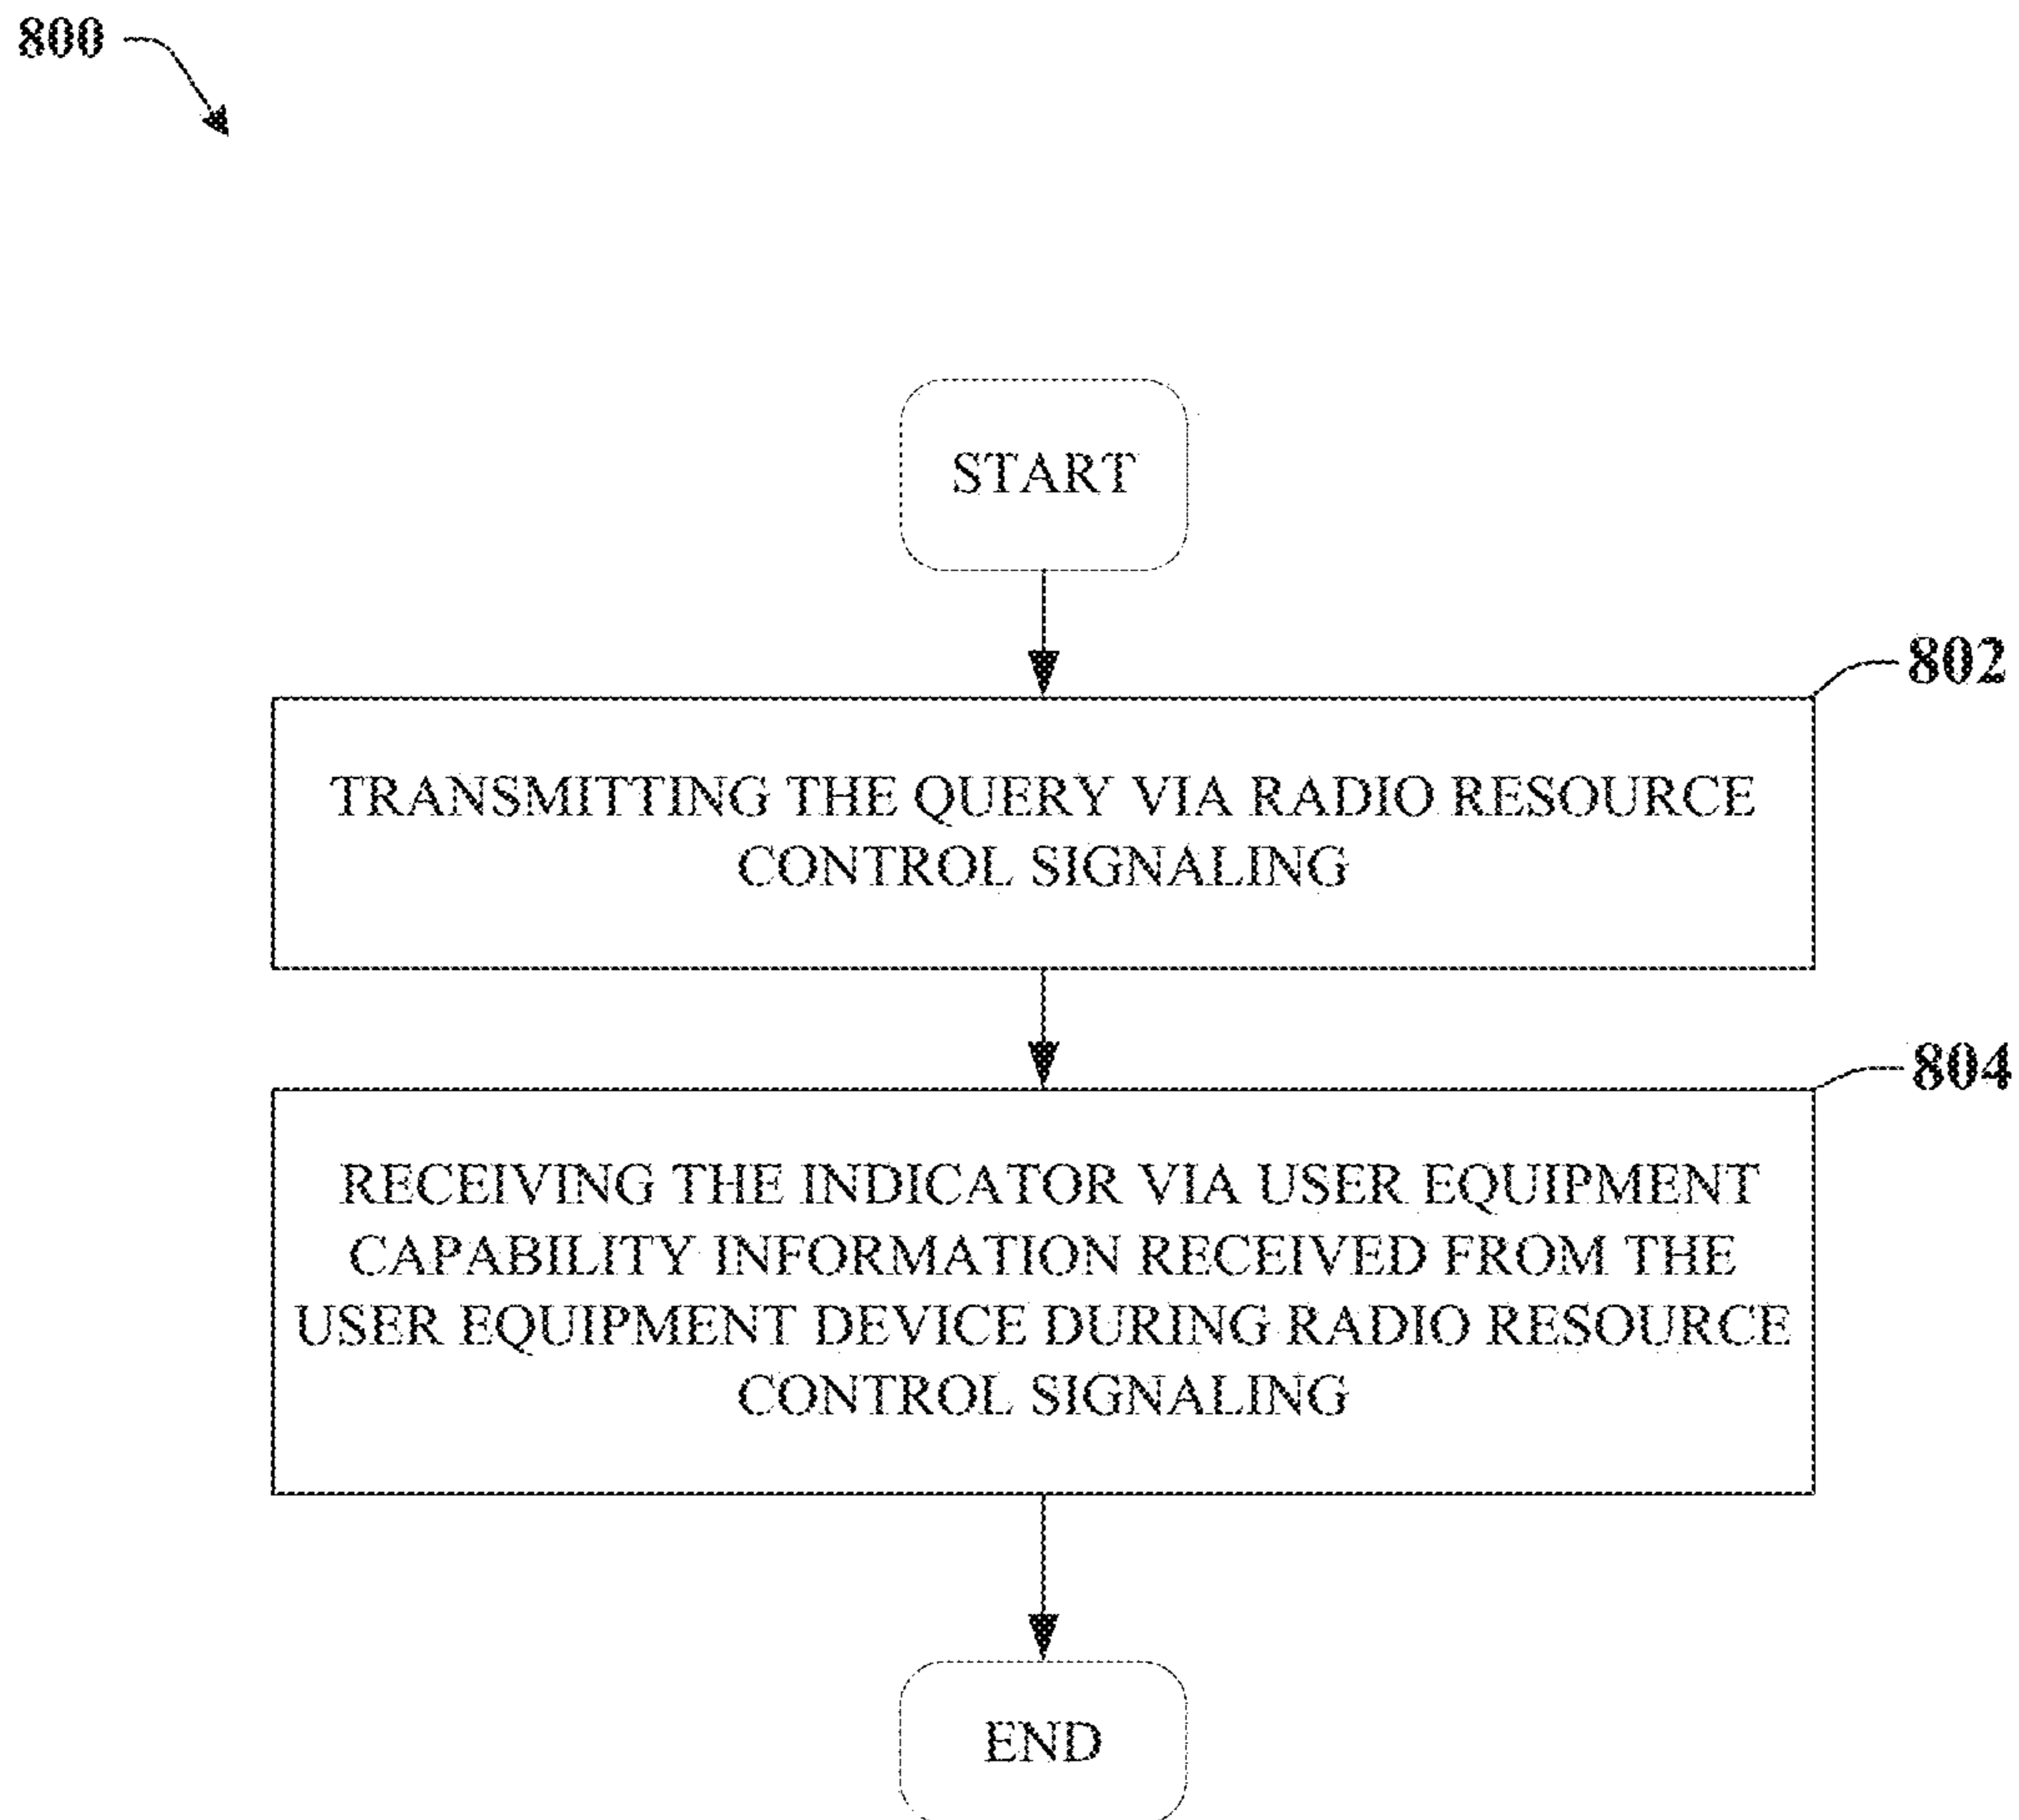 800
START
802
TRANSMITTING THE QUERY VIA RADIO RESOURCE
CONTROL SIGNALING
804
RECEIVING THE INDICATOR VIA USER EQUIPMENT
CAPABILITY INFORMATION RECEIVED FROM THE
USER EQUIPMENT DEVICE DURING RADIO RESOURCE
CONTROL SIGNALING
END